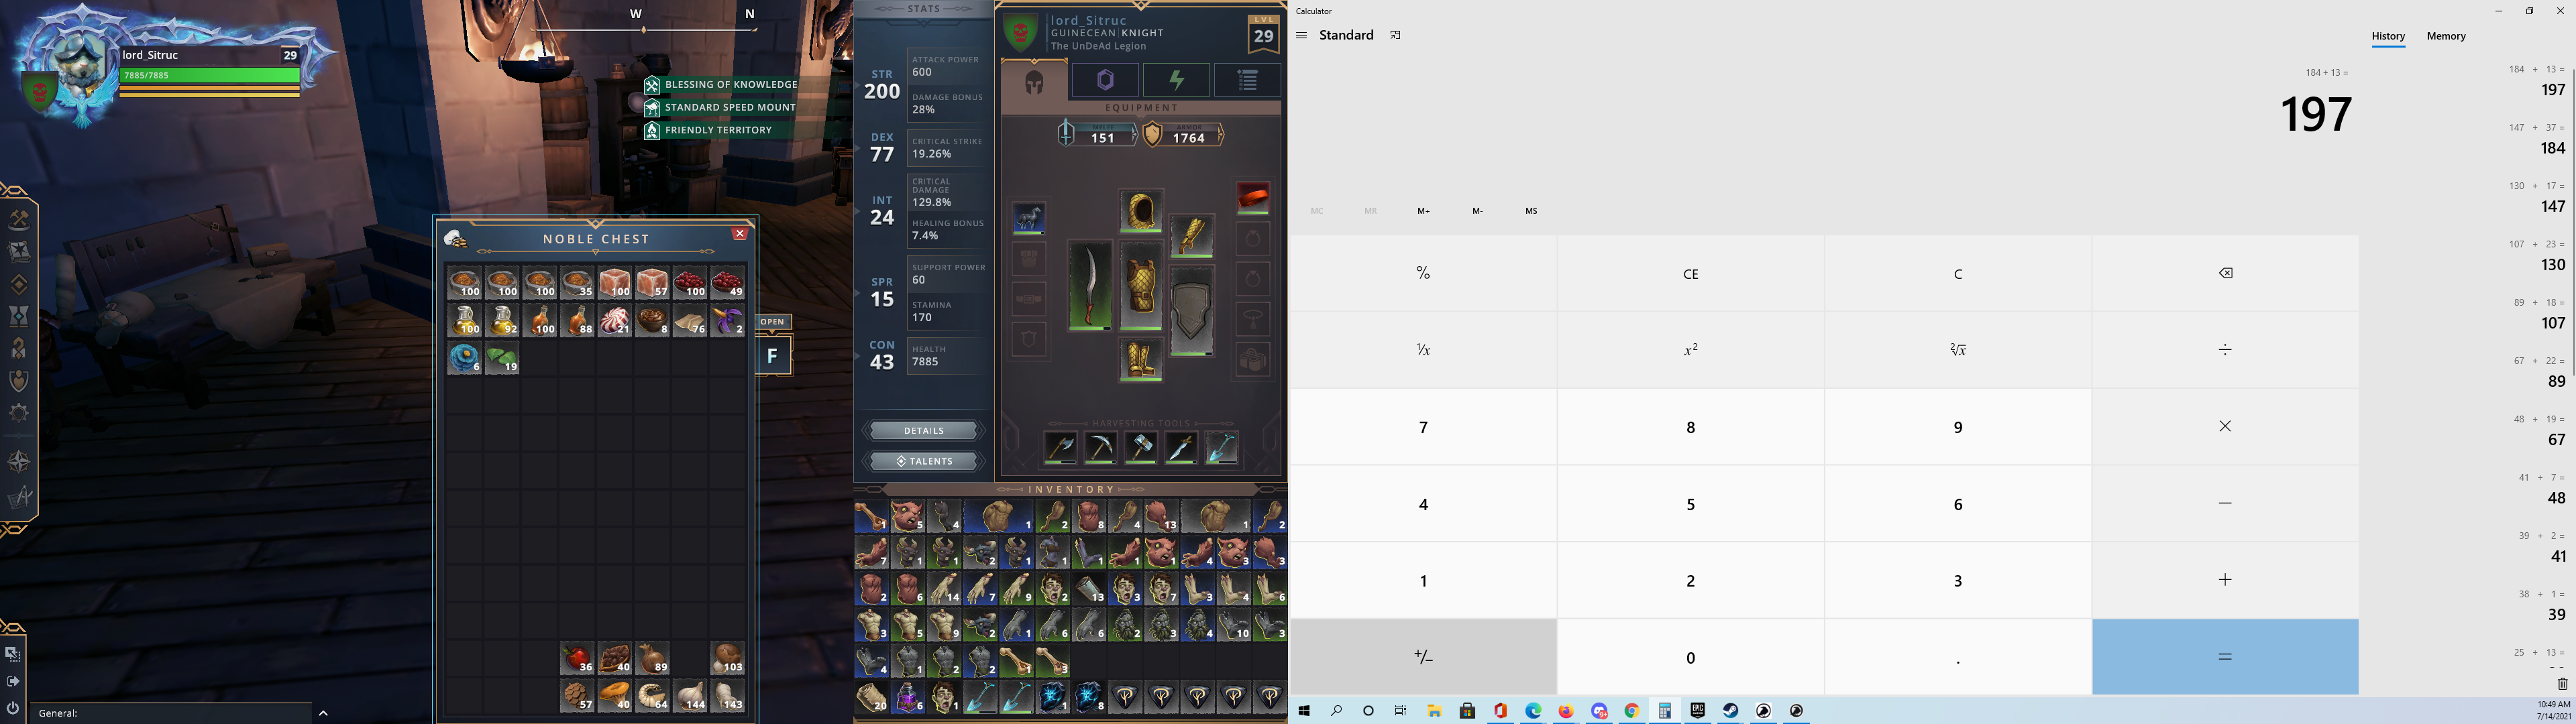 lord_Sitruc 29
7885/7885
W N
BLESSING OF KNOWLEDGE
STANDARD SPEED MOUNT
FRIENDLY TERRITORY
NOBLE CHEST
100 100 100 35 100 57 100 49
100 92 100 88 21 8 76 2
6 19
36 40 89 103
57 40 64 144 143
OPEN
F
General:
STATS
STR
200
ATTACK POWER
600
DAMAGE BONUS
28%
DEX
77
CRITICAL STRIKE
19.26%
INT
24
CRITICAL
DAMAGE
129.8%
HEALING BONUS
7.4%
SPR
15
SUPPORT POWER
60
STAMINA
170
CON
43
HEALTH
7885
DETAILS
TALENTS
lord_Sitruc
GUINECEAN KNIGHT
The UnDeAd Legion
LVL
29
EQUIPMENT
151 1764
HARVESTING TOOLS
INVENTORY
1 5 4 1 2 8 4 13 1 2
7 1 1 2 1 1 1 1 4 3 3
2 6 14 7 9 2 13 3 7 3 4 6
3 5 9 2 1 6 6 2 3 4 10 3
4 1 2 2 1 3
20 6 1 1 8 1 1 1 1 1
Calculator
Standard
History Memory
184 + 13 =
197
MC MR M+ M- MS
% CE C
¹/x x² ²√x ÷
7 8 9 ×
4 5 6 −
1 2 3 +
+/− 0 . =
184 + 13 =
197
147 + 37 =
184
130 + 17 =
147
107 + 23 =
130
89 + 18 =
107
67 + 22 =
89
48 + 19 =
67
41 + 7 =
48
39 + 2 =
41
38 + 1 =
39
25 + 13 =
10:49 AM
7/14/2021